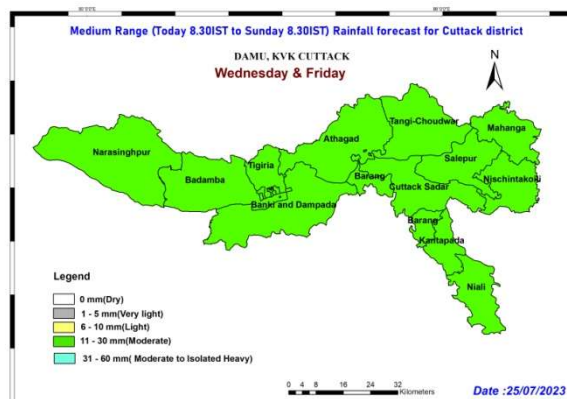 Medium Range (Today 8.30IST to Sunday 8.30IST) Rainfall forecast for Cuttack district
DAMU, KVK CUTTACK
Wednesday & Friday
N
Tangi-Choudwar
Mahanga
Athagad
Narasinghpur
Tigiria
Salepur
Badamba
Barang
Nischintakoili
Cuttack Sadar
Banki and Dampada
Barang
Kantapada
Niali
Legend
0 mm(Dry)
1 - 5 mm(Very light)
6 - 10 mm(Light)
11 - 30 mm(Moderate)
31 - 60 mm( Moderate to Isolated Heavy)
0 4 8 16 24 32
Kilometers
Date :25/07/2023